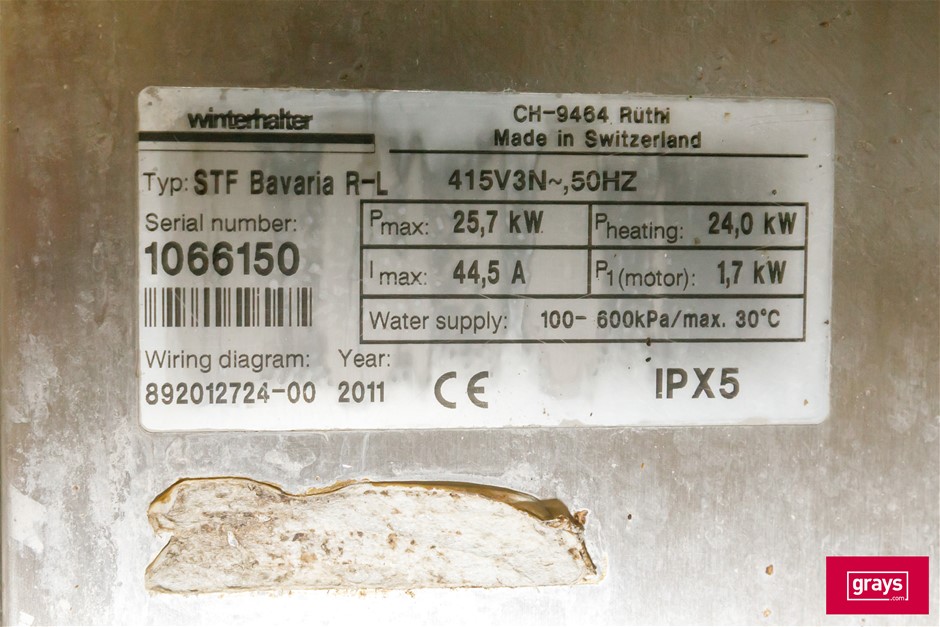 winterhalter
CH-9464 Rüthi
Made in Switzerland
Typ: STF Bavaria R-L 415V3N~,50HZ
Serial number:
1066150
Pmax: 25,7 kW Pheating: 24,0 kW
Imax: 44,5 A P1(motor): 1,7 kW
Water supply: 100- 600kPa/max. 30°C
Wiring diagram: Year:
892012724-00 2011
CE IPX5
grays
.com